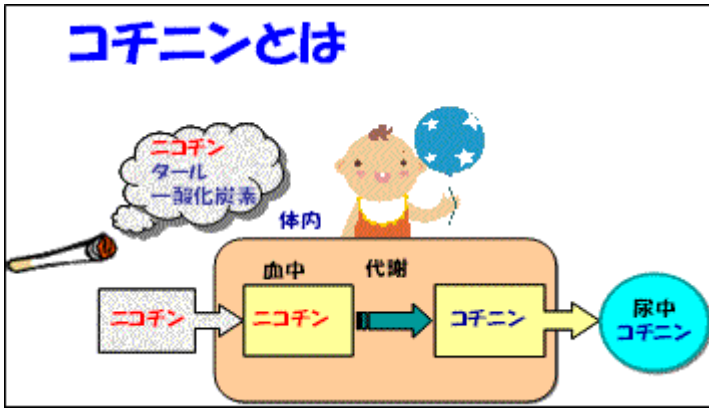 コチニンとは
ニコチン
タール
一酸化炭素
体内
血中
代謝
ニコチン
ニコチン
コチニン
尿中
コチニン